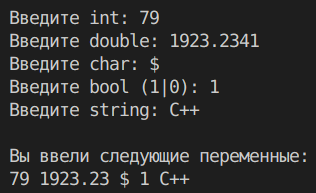 Введите int: 79
Введите double: 1923.2341
Введите char: $
Введите bool (1|0): 1
Введите string: C++
Вы ввели следующие переменные:
79 1923.23 $ 1 C++